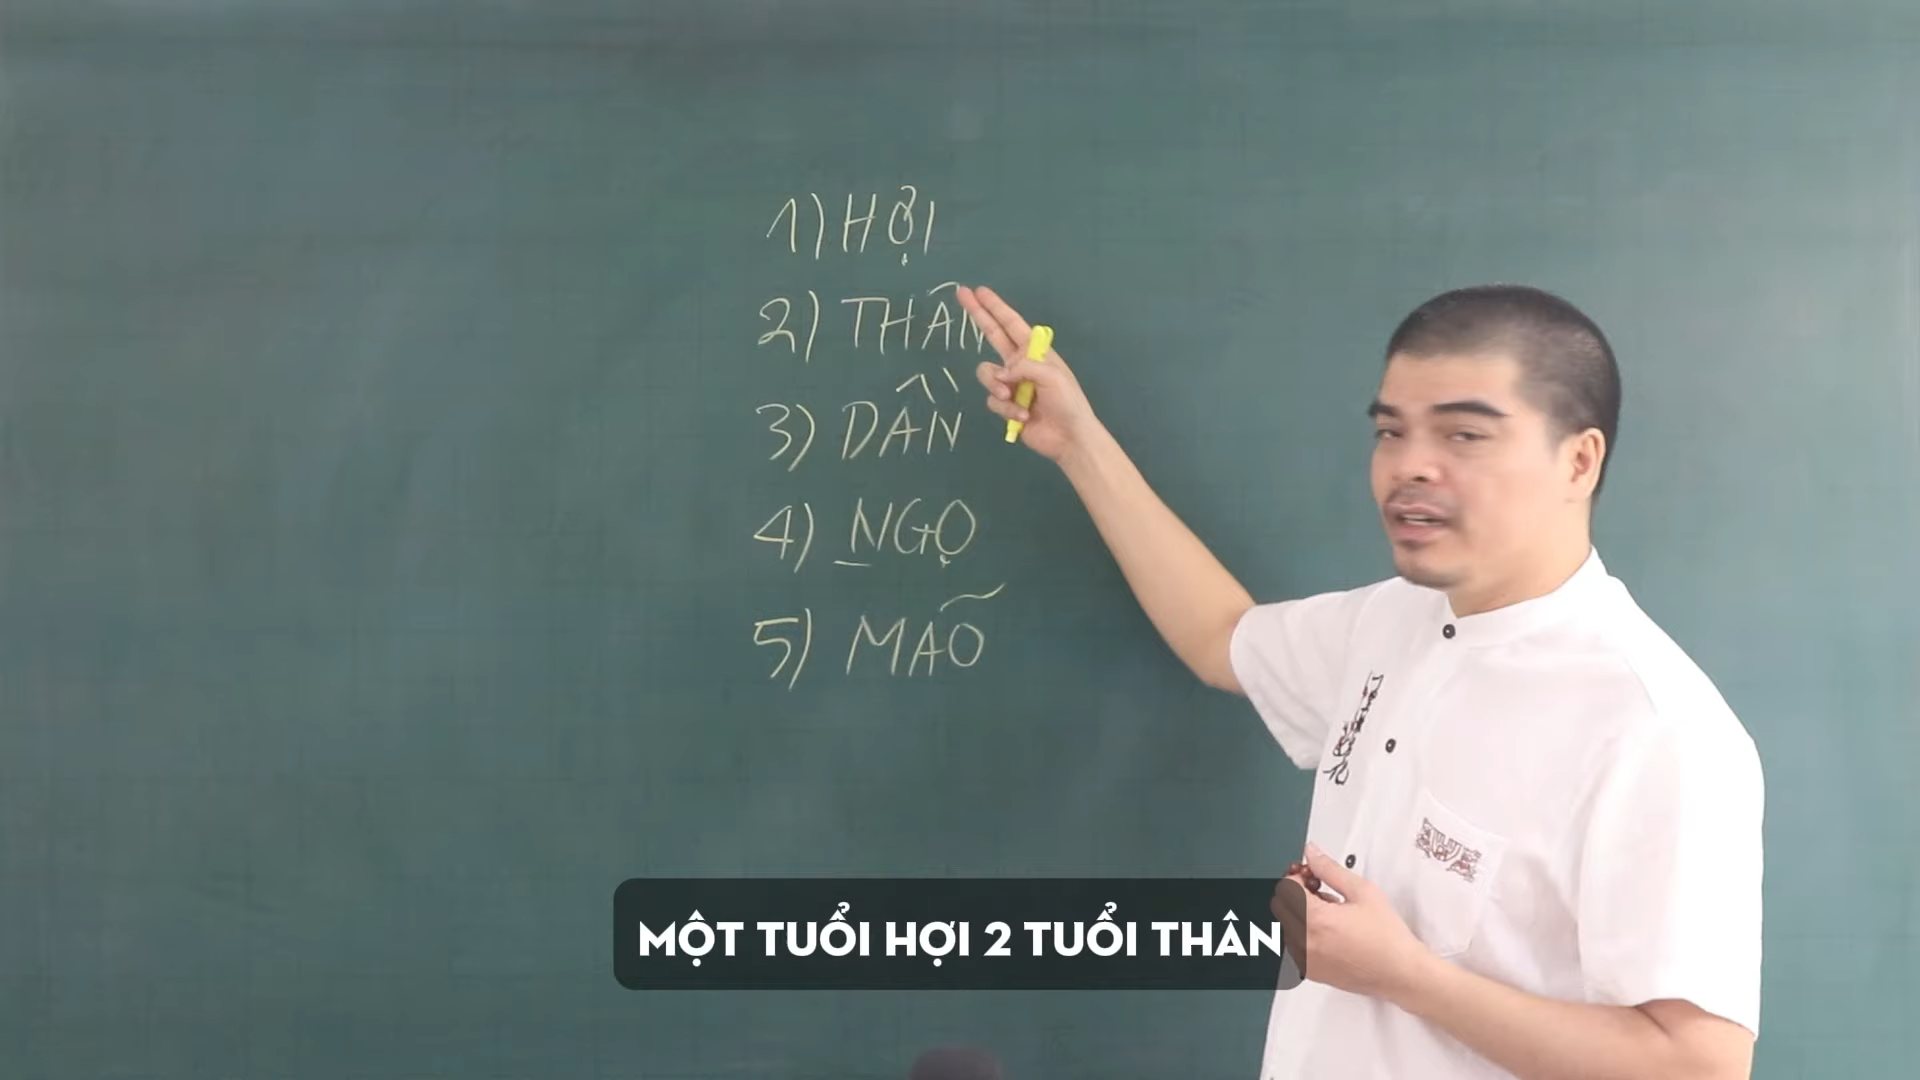 1) HỢI
2) THÂN
3) DẦN
4) NGỌ
5) MÃO
MỘT TUỔI HỢI 2 TUỔI THÂN